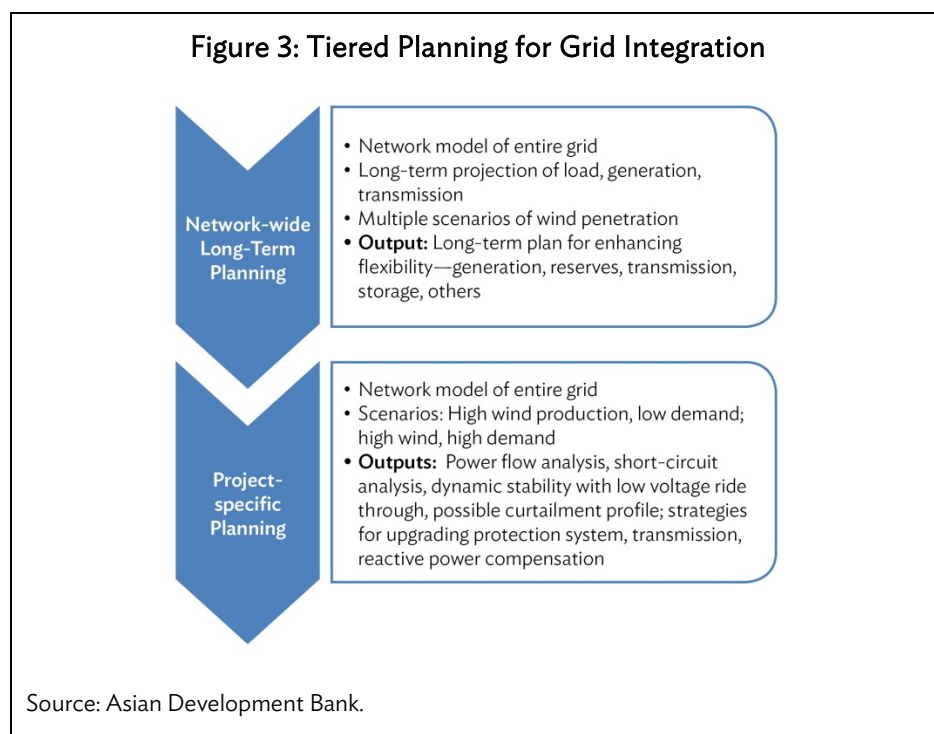 Figure 3: Tiered Planning for Grid Integration
Network-wide
Long-Term
Planning
• Network model of entire grid
• Long-term projection of load, generation,
transmission
• Multiple scenarios of wind penetration
• Output: Long-term plan for enhancing
flexibility—generation, reserves, transmission,
storage, others
Project-
specific
Planning
• Network model of entire grid
• Scenarios: High wind production, low demand;
high wind, high demand
• Outputs: Power flow analysis, short-circuit
analysis, dynamic stability with low voltage ride
through, possible curtailment profile; strategies
for upgrading protection system, transmission,
reactive power compensation
Source: Asian Development Bank.